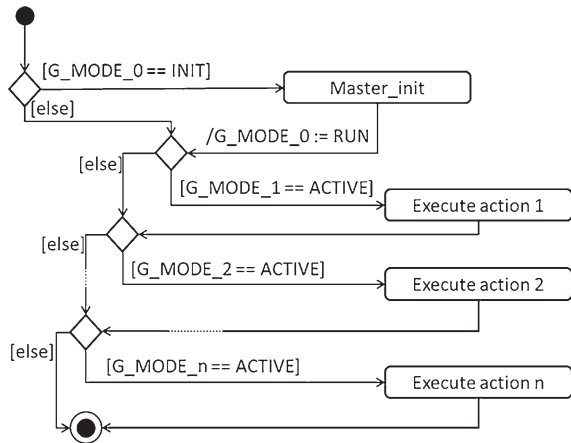 [G_MODE_0 == INIT]
Master_init
[else]
/G_MODE_0 := RUN
[else]
[G_MODE_1 == ACTIVE]
Execute action 1
[else]
[G_MODE_2 == ACTIVE]
Execute action 2
[else]
[G_MODE_n == ACTIVE]
Execute action n